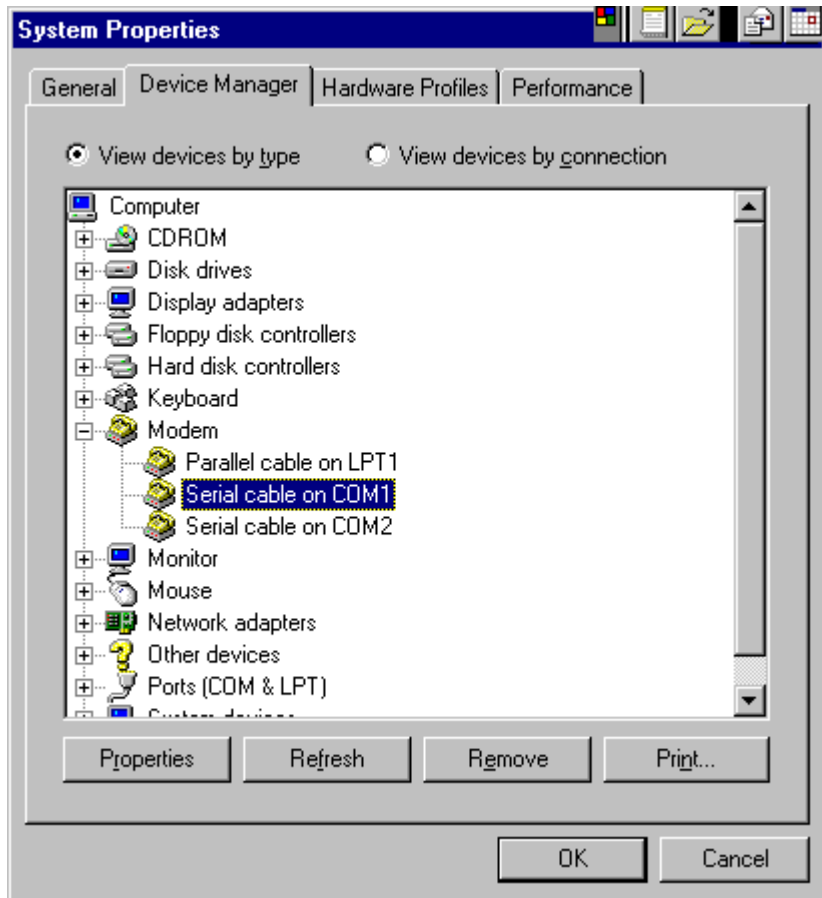 System Properties
General Device Manager Hardware Profiles Performance
View devices by type View devices by connection
Computer
CDROM
Disk drives
Display adapters
Floppy disk controllers
Hard disk controllers
Keyboard
Modem
Parallel cable on LPT1
Serial cable on COM1
Serial cable on COM2
Monitor
Mouse
Network adapters
Other devices
Ports (COM & LPT)
System devices
Properties Refresh Remove Print...
OK Cancel